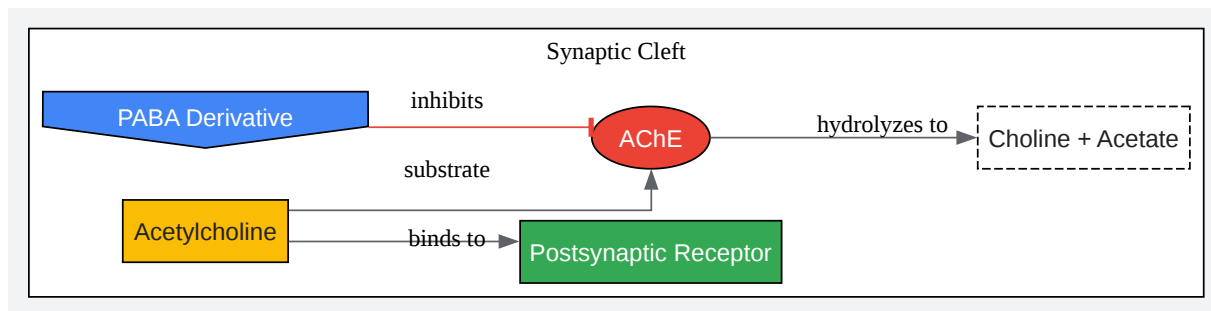 Synaptic Cleft
PABA Derivative
inhibits
AChE
hydrolyzes to
Choline + Acetate
substrate
Acetylcholine
binds to
Postsynaptic Receptor